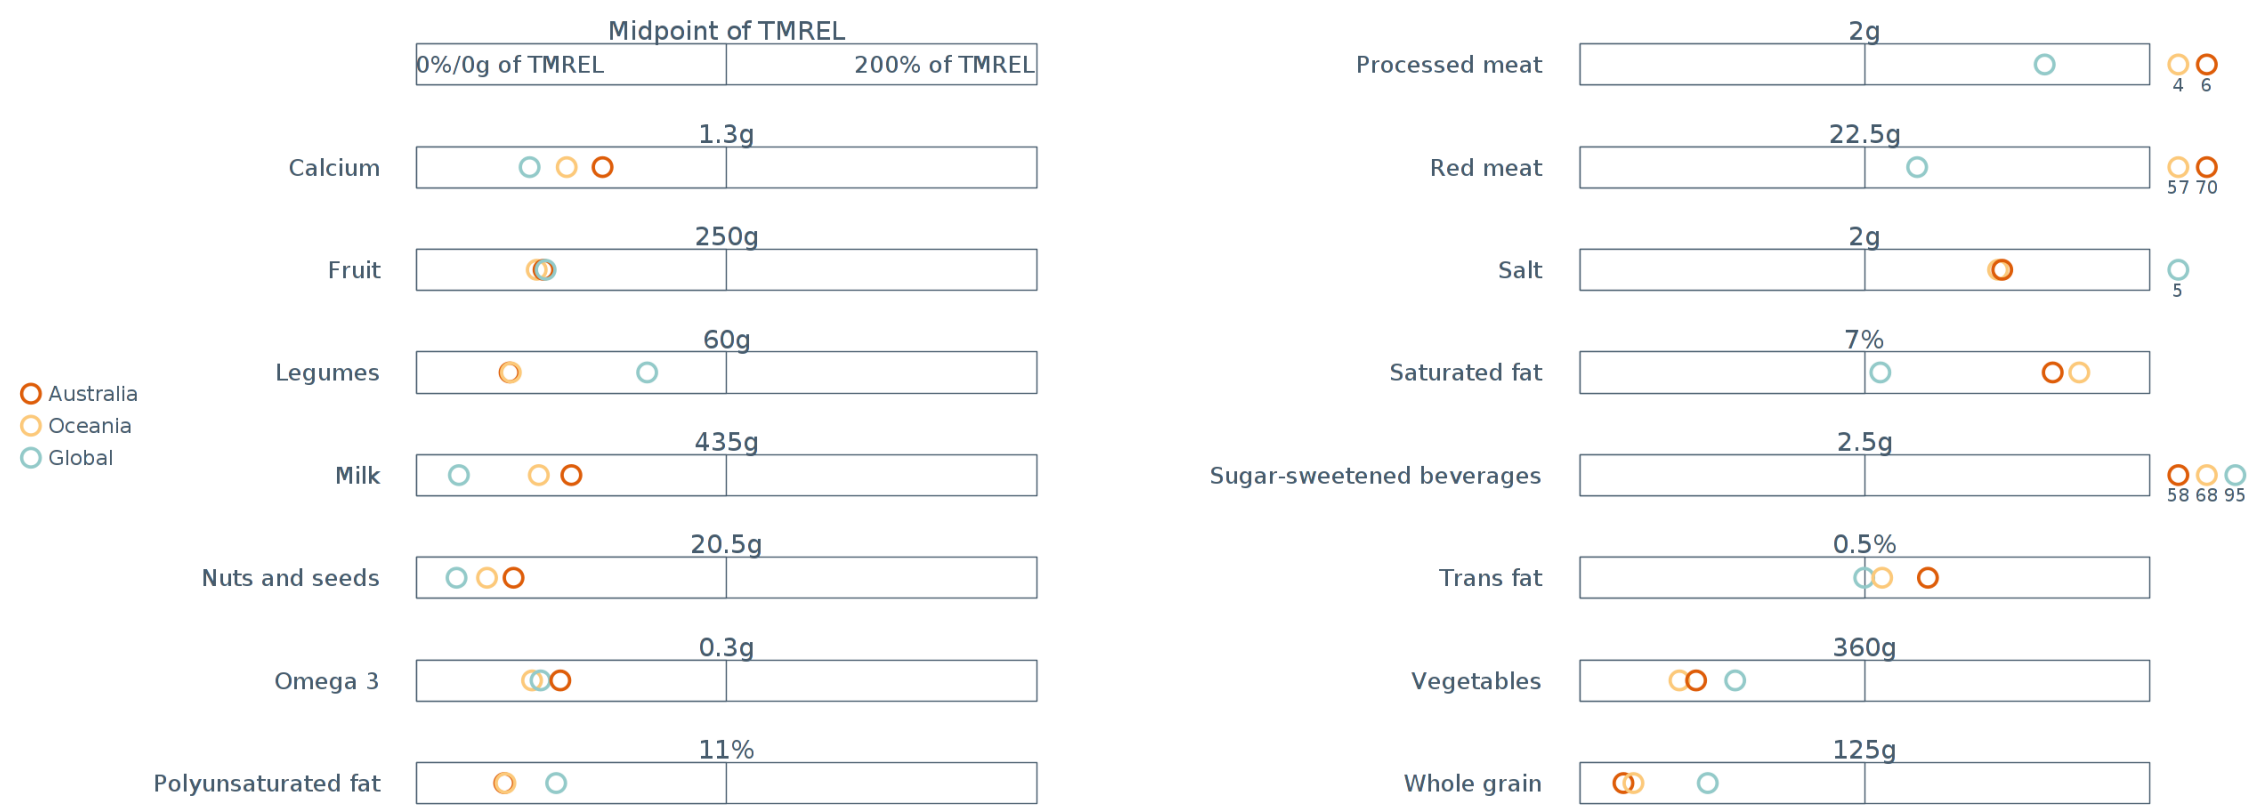 Midpoint of TMREL
0%/0g of TMREL 200% of TMREL
1.3g
Calcium
250g
Fruit
60g
Legumes
435g
Milk
20.5g
Nuts and seeds
0.3g
Omega 3
11%
Polyunsaturated fat
Australia
Oceania
Global
2g
Processed meat
4 6
22.5g
Red meat
57 70
2g
Salt
5
7%
Saturated fat
2.5g
Sugar-sweetened beverages
58 68 95
0.5%
Trans fat
360g
Vegetables
125g
Whole grain